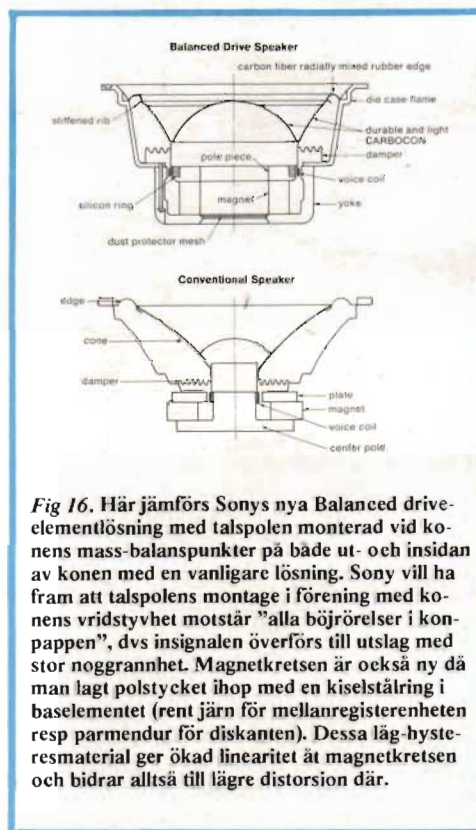 Balanced Drive Speaker
carbon fiber radially mixed rubber edge
die case flame
stiffened rib
durable and light
CARBOCON
damper
pole piece
voice coil
silicon ring
magnet
yoke
dust protector mesh
Conventional Speaker
edge
cone
damper
plate
magnet
voice coil
center pole
Fig 16. Här jämförs Sonys nya Balanced drive-
elementlösning med talspolen monterad vid ko-
nens mass-balanspunkter på både ut- och insidan
av konen med en vanligare lösning. Sony vill ha
fram att talspolens montage i förening med ko-
nens vridstyvhet motstår ”alla böjrörelser i kon-
pappen”, dvs insignalen överförs till utslag med
stor noggrannhet. Magnetkretsen är också ny då
man lagt polstycket ihop med en kiselstålring i
baselementet (rent järn för mellanregisterenheten
resp parmendur för diskanten). Dessa låg-hyste-
resmaterial ger ökad linearitet åt magnetkretsen
och bidrar alltså till lägre distorsion där.